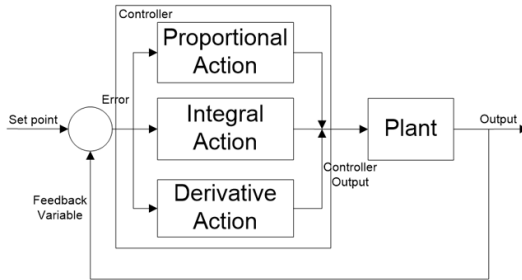 Controller
Proportional
Action
Error
Set point
Integral
Action
Plant
Output
Controller
Output
Feedback
Variable
Derivative
Action